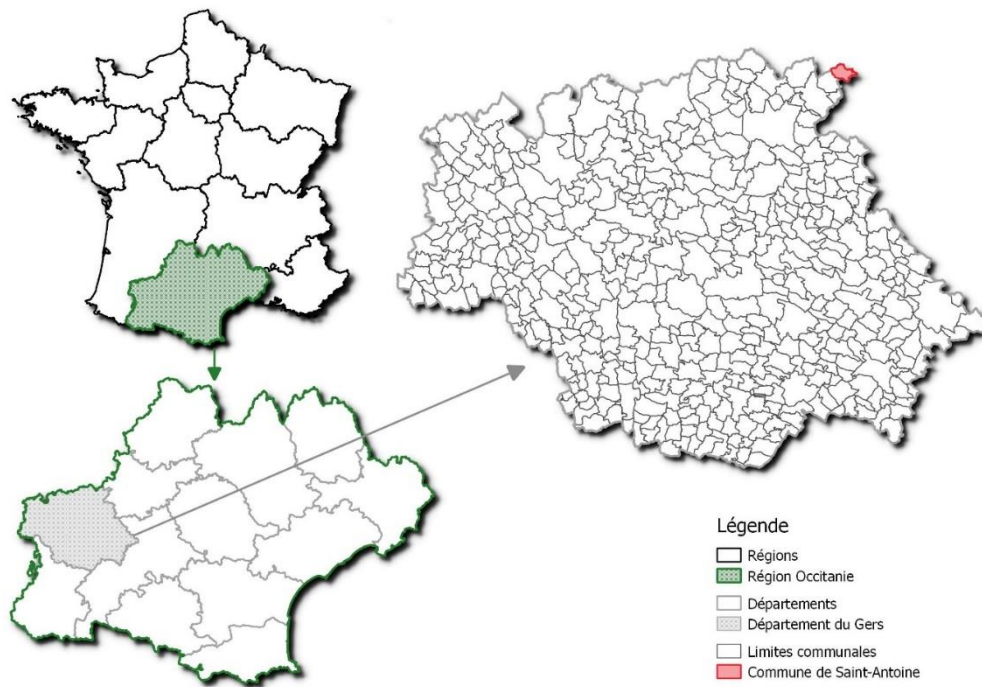 Légende
Régions
Région Occitanie
Départements
Département du Gers
Limites communales
Commune de Saint-Antoine